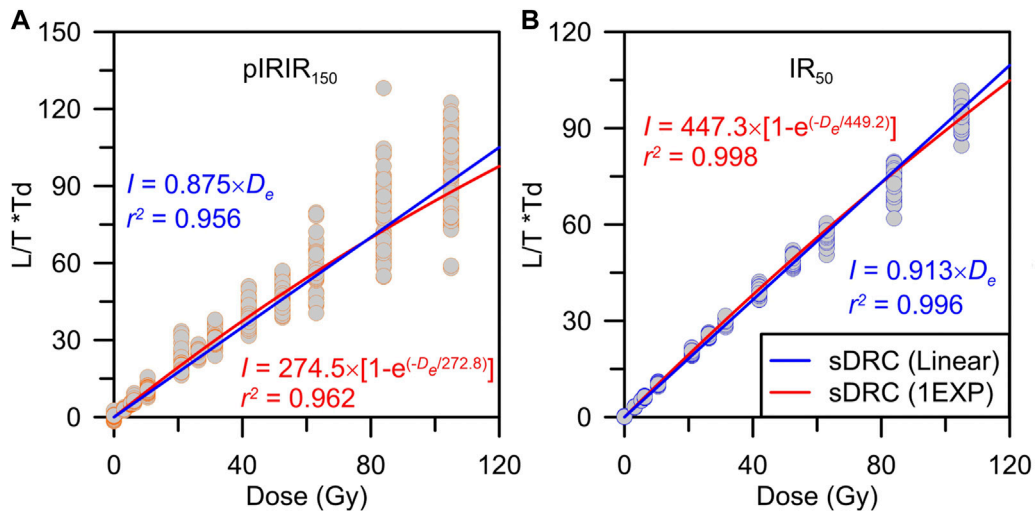 A
pIRIR₁₅₀
150
120
90
60
30
0
L/T *Td
I = 0.875×Dₑ
r² = 0.956
I = 274.5×[1-e^(-Dₑ/272.8)]
r² = 0.962
0 40 80 120
Dose (Gy)
B
IR₅₀
120
90
60
30
0
L/T *Td
I = 447.3×[1-e^(-Dₑ/449.2)]
r² = 0.998
I = 0.913×Dₑ
r² = 0.996
sDRC (Linear)
sDRC (1EXP)
0 40 80 120
Dose (Gy)